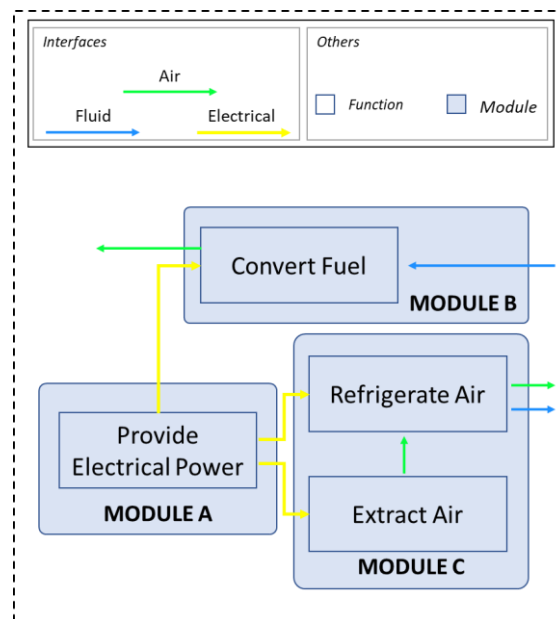 Interfaces
Others
Air
Function
Module
Fluid
Electrical
Convert Fuel
MODULE B
Refrigerate Air
Provide
Electrical Power
MODULE A
Extract Air
MODULE C